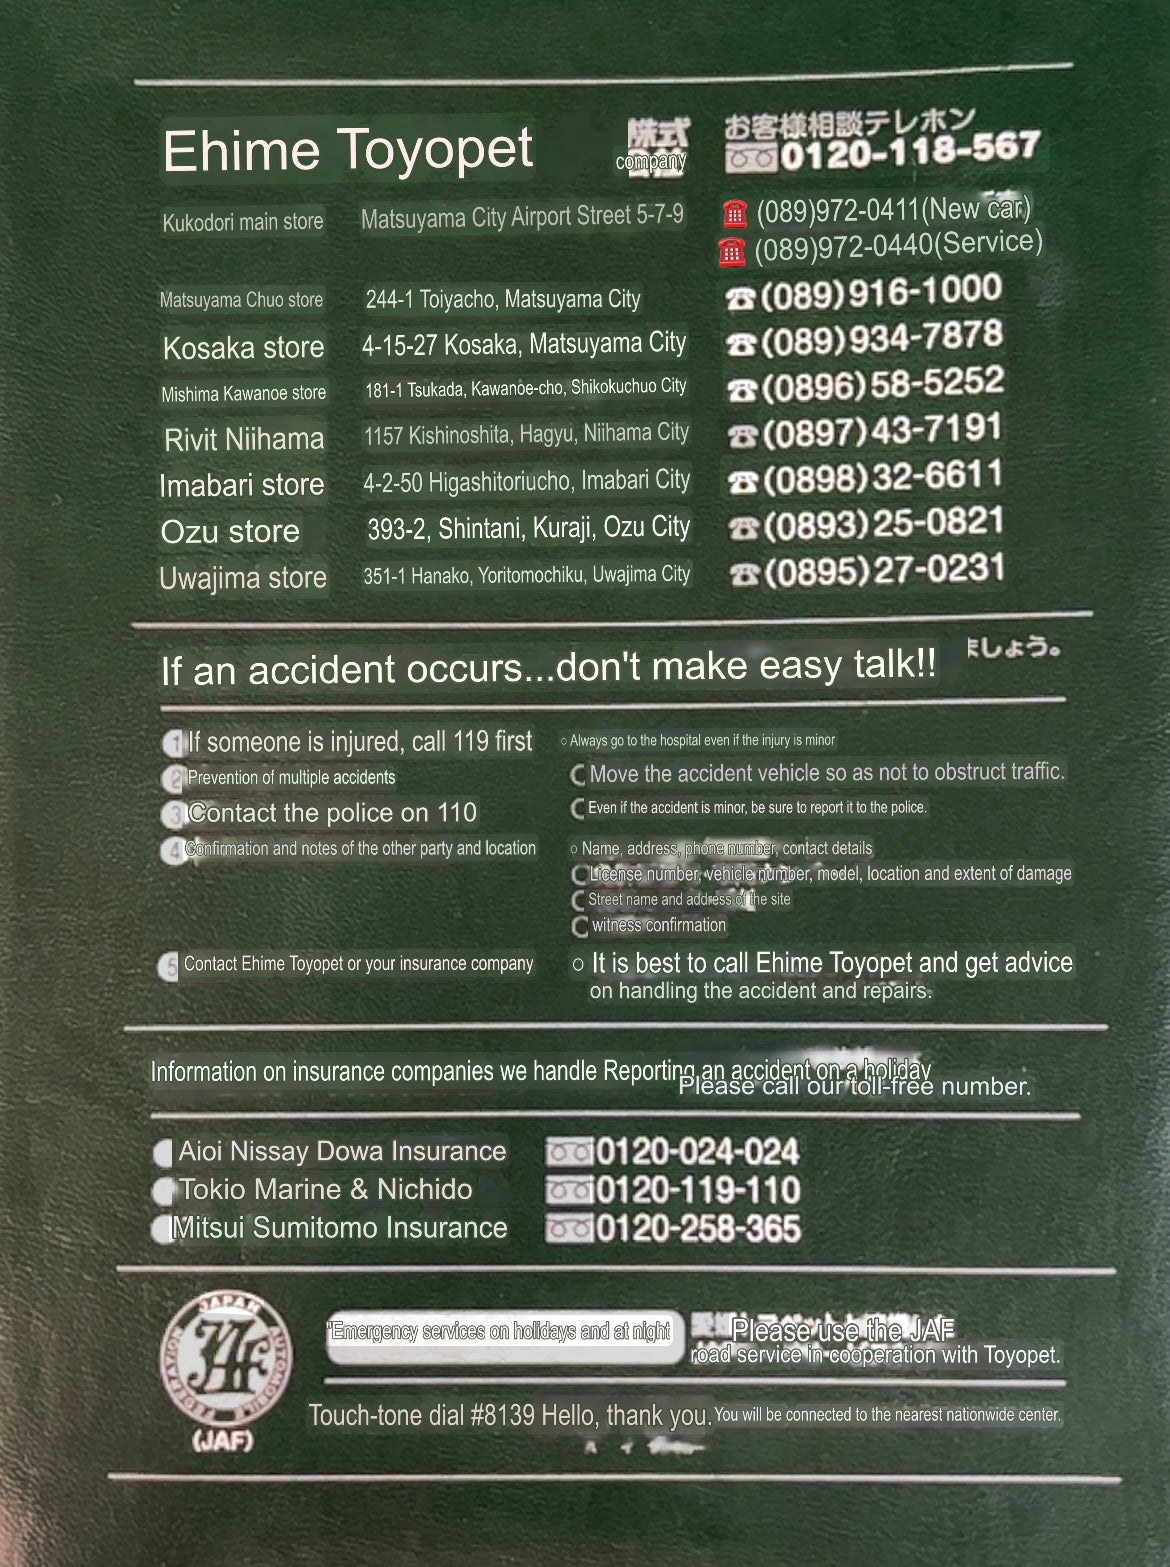 Ehime Toyopet
株式
company
お客様相談テレホン
0120-118-567
Kukodori main store Matsuyama City Airport Street 5-7-9 (089)972-0411(New car)
(089)972-0440(Service)
Matsuyama Chuo store 244-1 Toiyacho, Matsuyama City (089)916-1000
Kosaka store 4-15-27 Kosaka, Matsuyama City (089)934-7878
Mishima Kawanoe store 181-1 Tsukada, Kawanoe-cho, Shikokuchuo City (0896)58-5252
Rivit Niihama 1157 Kishinoshita, Hagyu, Niihama City (0897)43-7191
Imabari store 4-2-50 Higashitoriucho, Imabari City (0898)32-6611
Ozu store 393-2, Shintani, Kuraji, Ozu City (0893)25-0821
Uwajima store 351-1 Hanako, Yoritomochiku, Uwajima City (0895)27-0231
If an accident occurs...don't make easy talk!! ましょう。
1 If someone is injured, call 119 first ○ Always go to the hospital even if the injury is minor
2 Prevention of multiple accidents Move the accident vehicle so as not to obstruct traffic.
3 Contact the police on 110 Even if the accident is minor, be sure to report it to the police.
4 Confirmation and notes of the other party and location ○ Name, address, phone number, contact details
License number, vehicle number, model, location and extent of damage
Street name and address of the site
witness confirmation
5 Contact Ehime Toyopet or your insurance company ○ It is best to call Ehime Toyopet and get advice
on handling the accident and repairs.
Information on insurance companies we handle Reporting an accident on a holiday
Please call our toll-free number.
Aioi Nissay Dowa Insurance 0120-024-024
Tokio Marine & Nichido 0120-119-110
Mitsui Sumitomo Insurance 0120-258-365
JAPAN AUTOMOBILE FEDERATION
JAF
(JAF)
"Emergency services on holidays and at night Please use the JAF
road service in cooperation with Toyopet.
Touch-tone dial #8139 Hello, thank you. You will be connected to the nearest nationwide center.